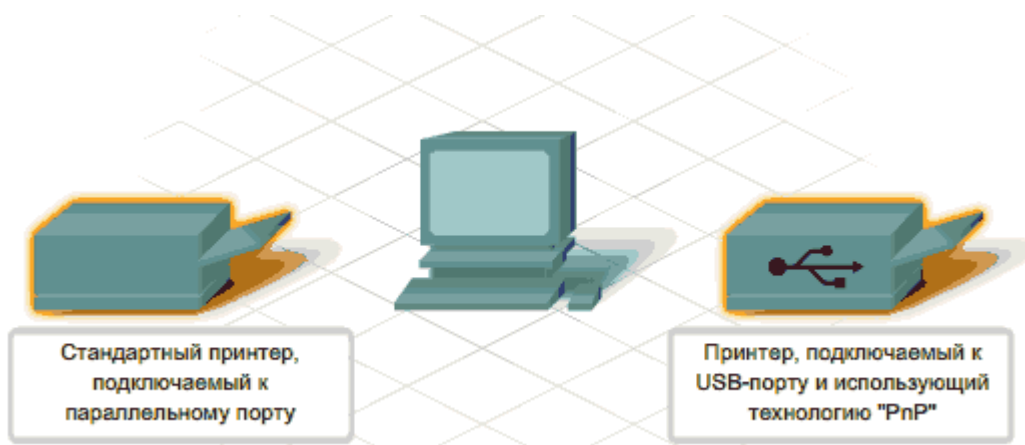 Стандартный принтер,
подключаемый к
параллельному порту
Принтер, подключаемый к
USB-порту и использующий
технологию "PnP"